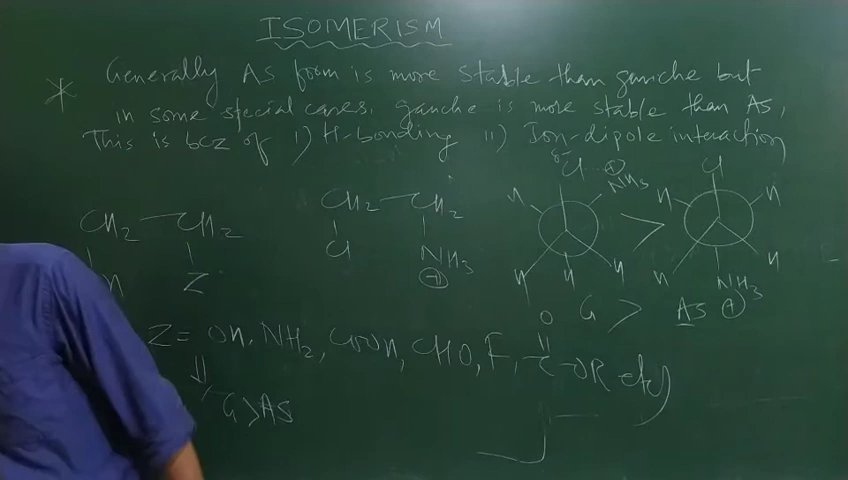 ISOMERISM
* Generally AS form is more stable than gauche but
in some special cases, gauche is more stable than AS,
This is bcz of i) H-bonding ii) Ion-dipole interaction
CH2 — CH2
Z
CH2 — CH2
Cl NH3
⊕
δ- Cl ⊕ NH3
H H H H
>
Cl
H H H H
NH3 ⊕
G > AS
Z = OH, NH2, COOH, CHO, F, -C-OR etc
O
⇓
G > AS